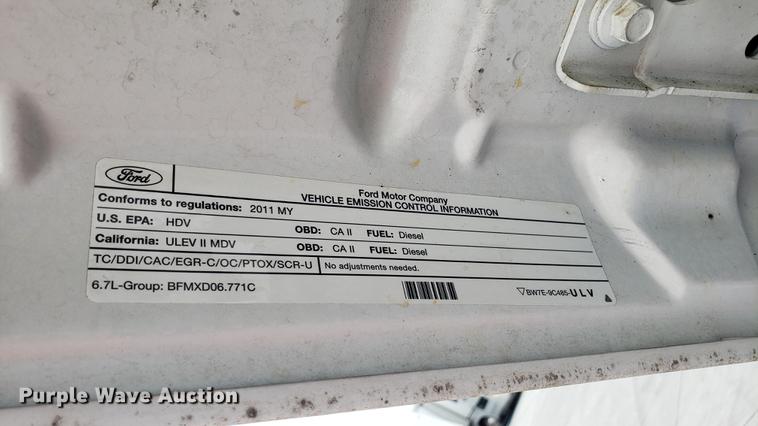 Ford
Ford Motor Company
VEHICLE EMISSION CONTROL INFORMATION
Conforms to regulations: 2011 MY
U.S. EPA: HDV OBD: CA II FUEL: Diesel
California: ULEV II MDV OBD: CA II FUEL: Diesel
TC/DDI/CAC/EGR-C/OC/PTOX/SCR-U No adjustments needed.
6.7L-Group: BFMXD06.771C
BW7E-9C485-ULV
Purple Wave Auction